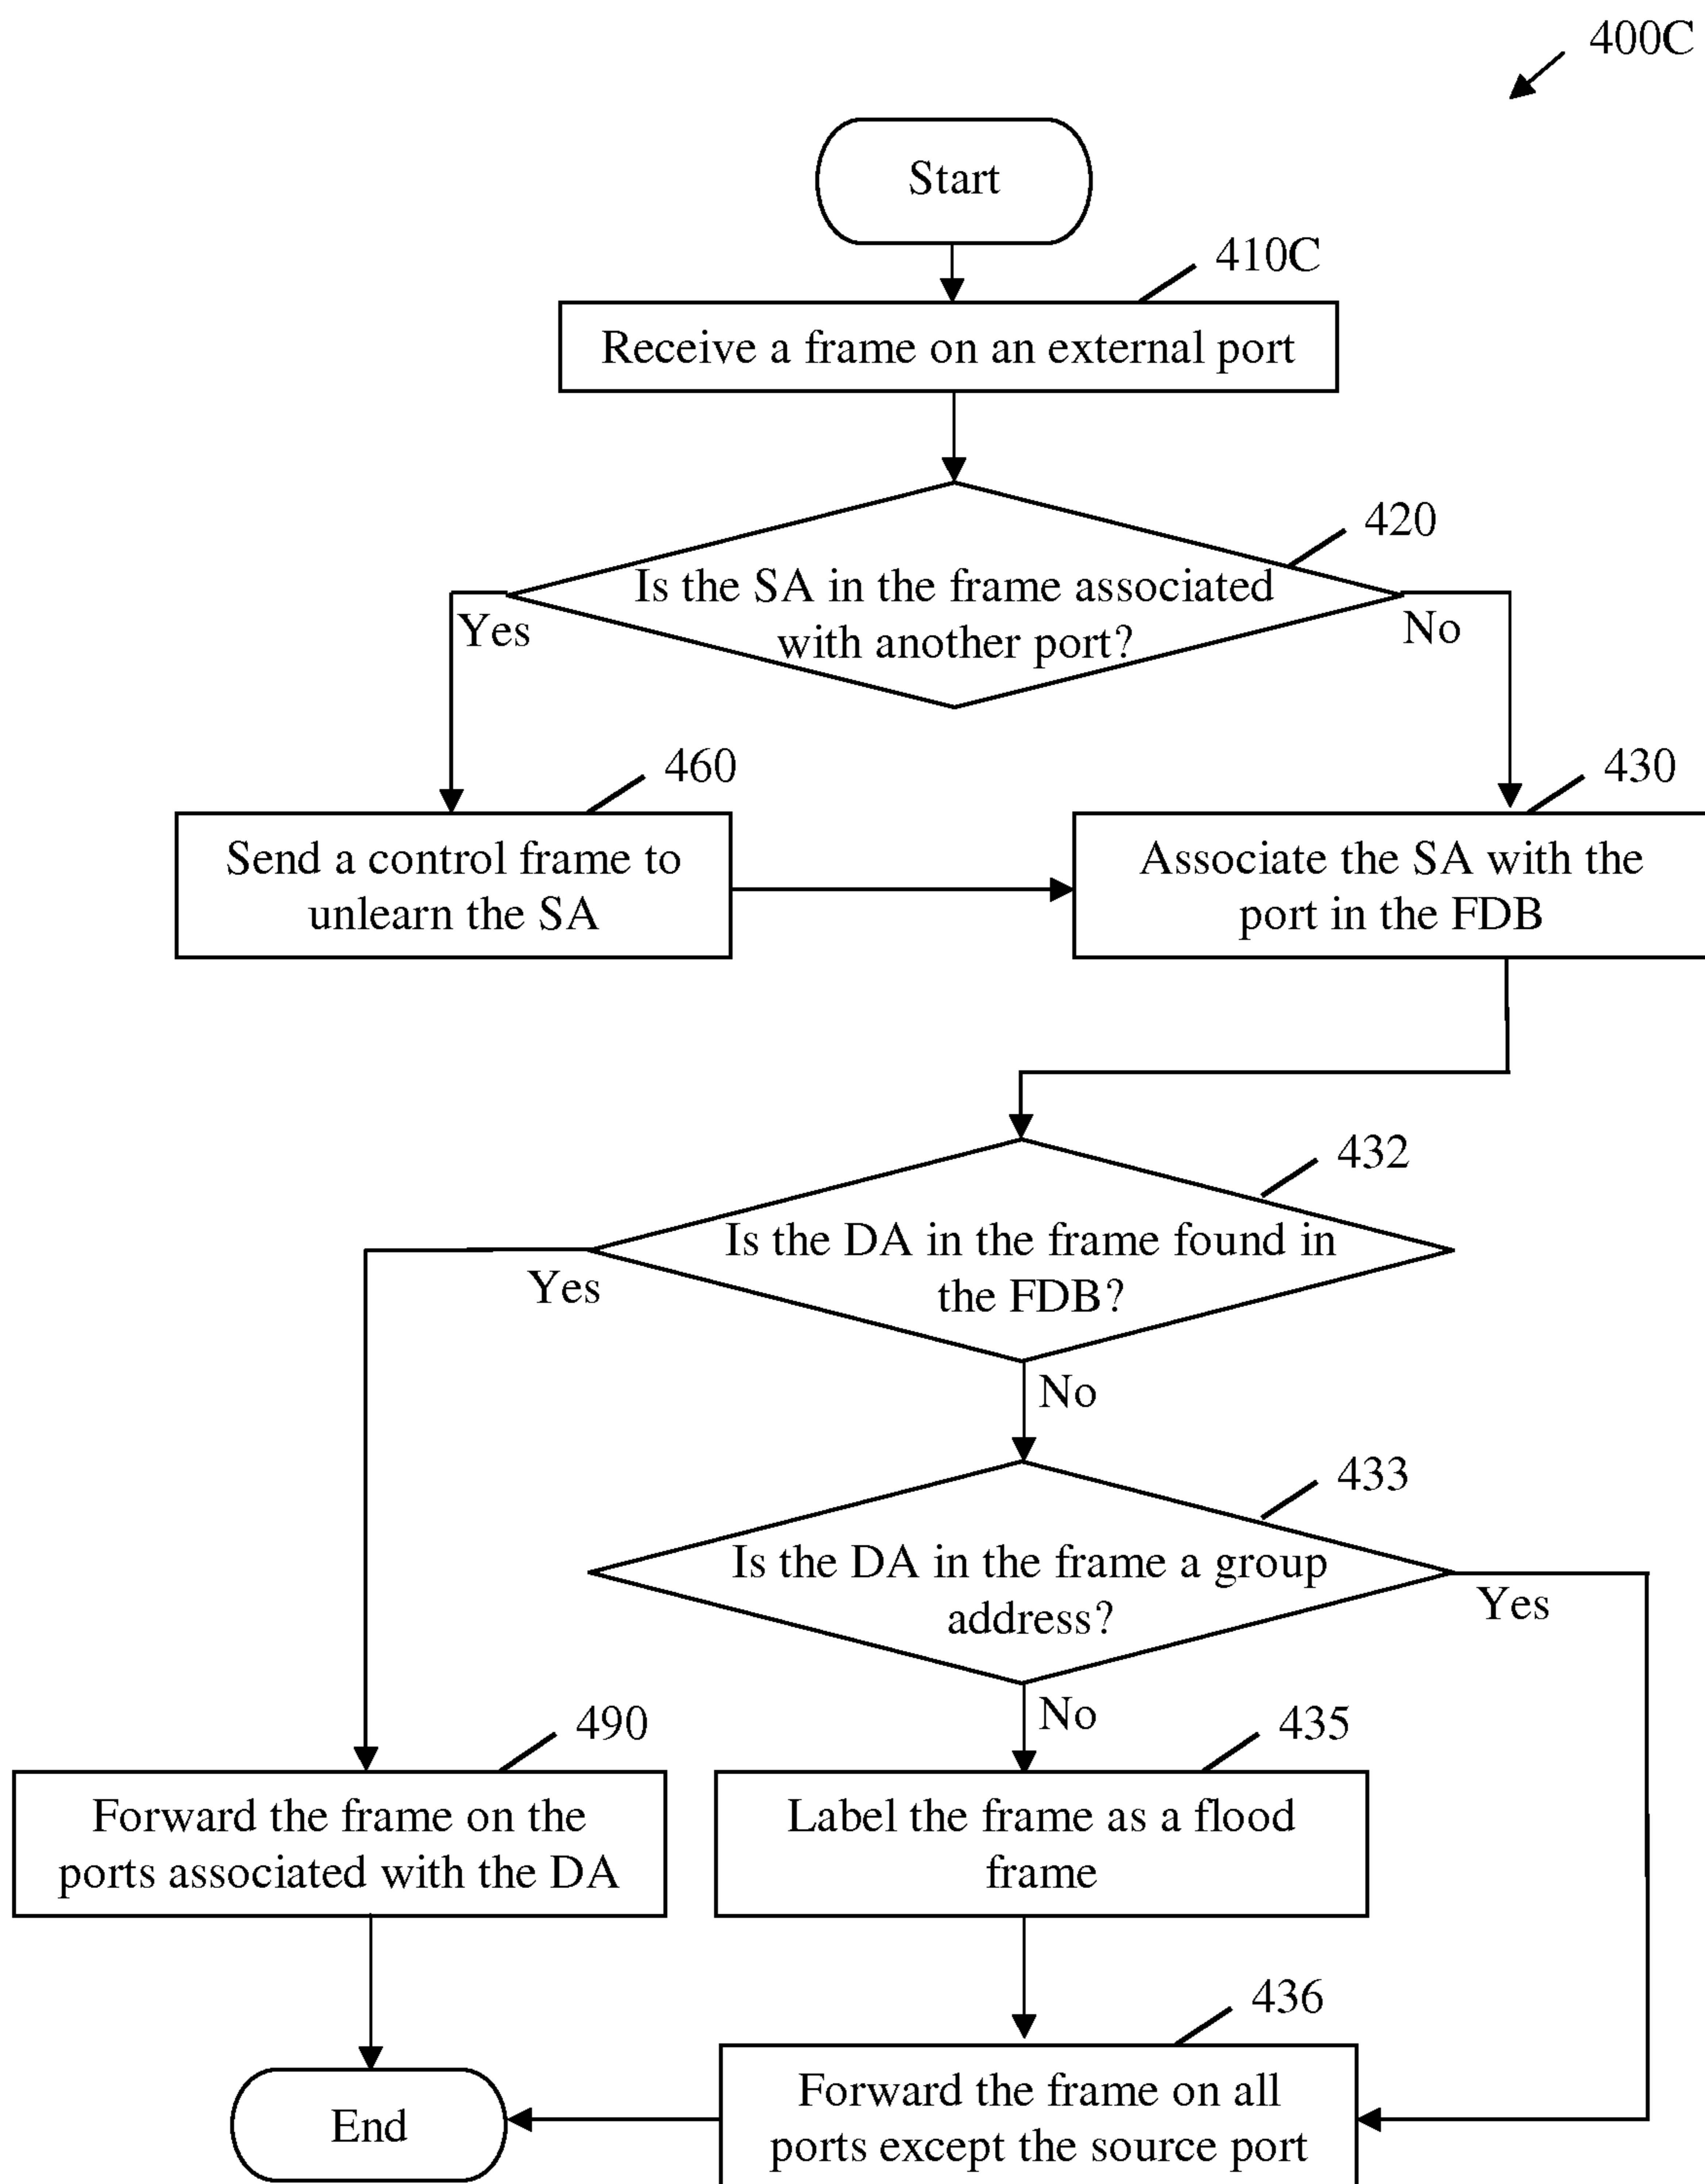 400C
Start
410C
Receive a frame on an external port
420
Is the SA in the frame associated
with another port?
Yes
No
460
430
Send a control frame to
unlearn the SA
Associate the SA with the
port in the FDB
432
Is the DA in the frame found in
the FDB?
Yes
No
433
Is the DA in the frame a group
address?
Yes
No
490
435
Forward the frame on the
ports associated with the DA
Label the frame as a flood
frame
436
Forward the frame on all
ports except the source port
End